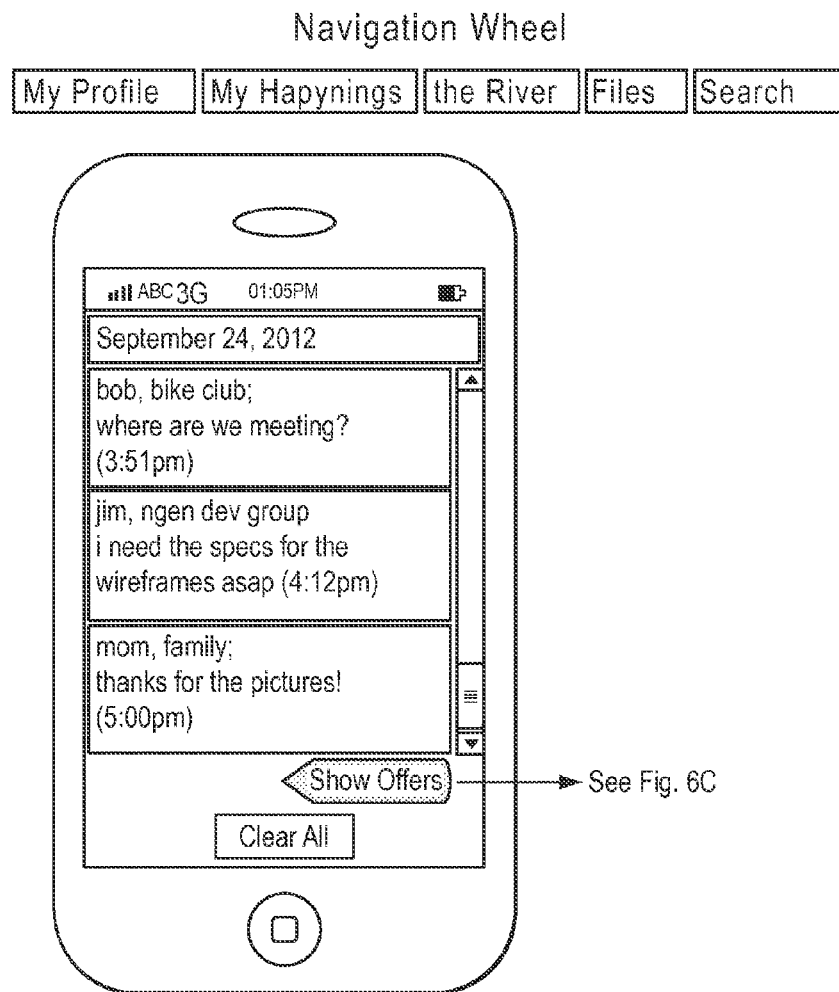 Navigation Wheel
My Profile My Hapynings the River Files Search
ABC 3G 01:05PM
September 24, 2012
bob, bike club;
where are we meeting?
(3:51pm)
jim, ngen dev group
i need the specs for the
wireframes asap (4:12pm)
mom, family;
thanks for the pictures!
(5:00pm)
Show Offers
See Fig. 6C
Clear All